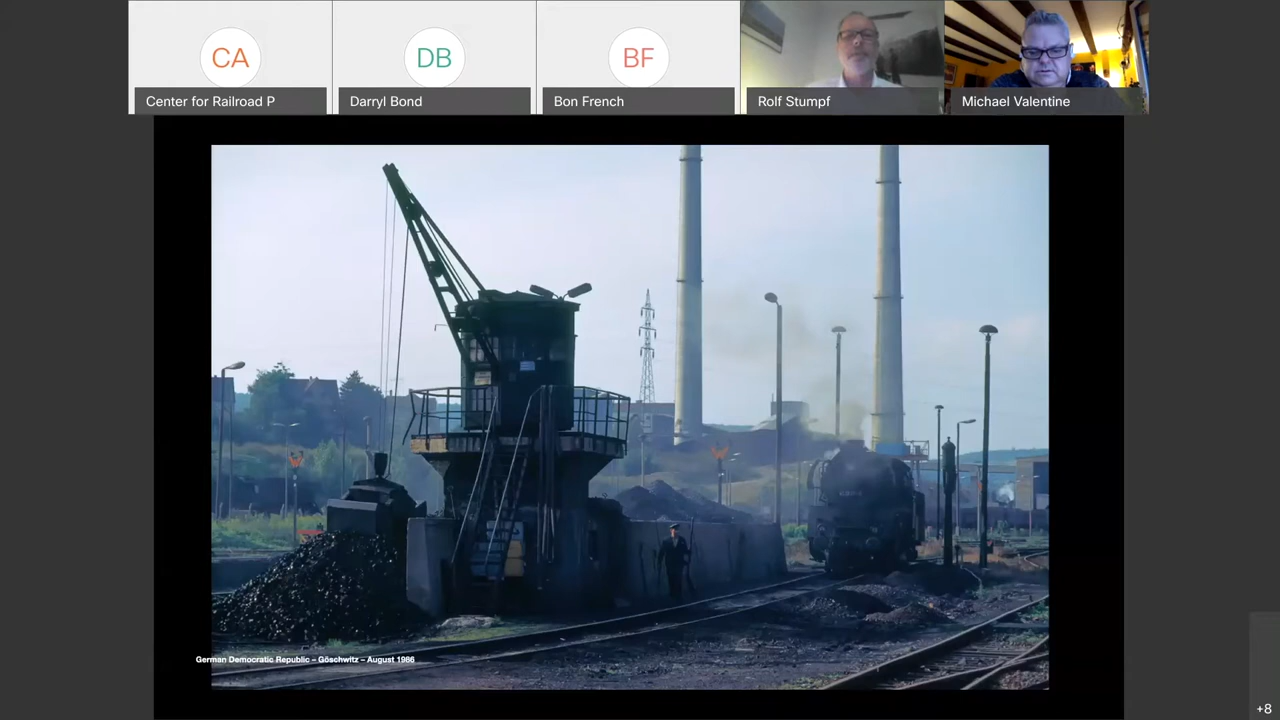 CA
DB
BF
Center for Railroad P
Darryl Bond
Bon French
Rolf Stumpf
Michael Valentine
German Democratic Republic – Göschwitz – August 1986
+8